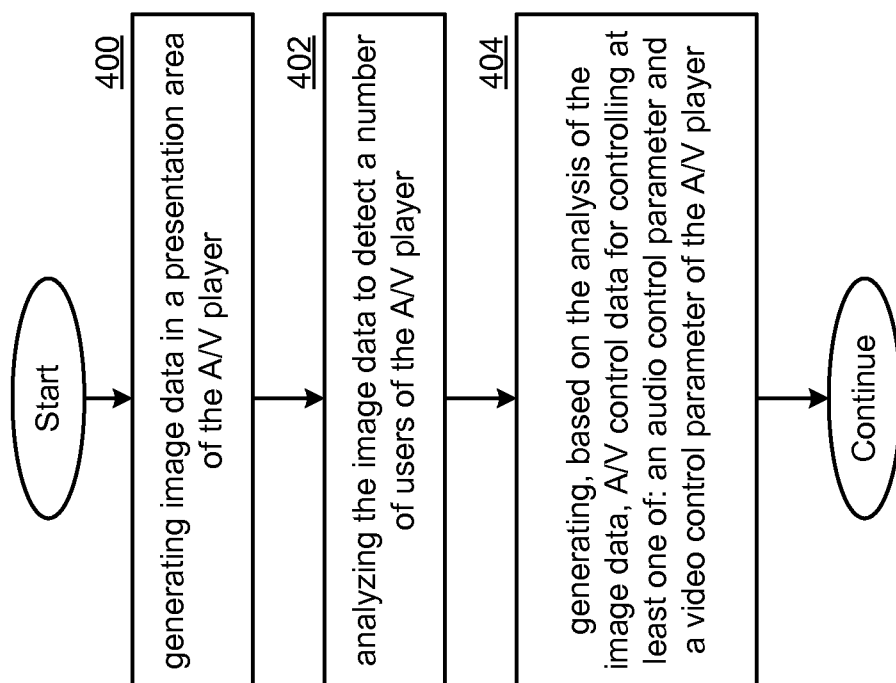 Start
400
generating image data in a presentation area
of the A/V player
402
analyzing the image data to detect a number
of users of the A/V player
404
generating, based on the analysis of the
image data, A/V control data for controlling at
least one of: an audio control parameter and
a video control parameter of the A/V player
Continue